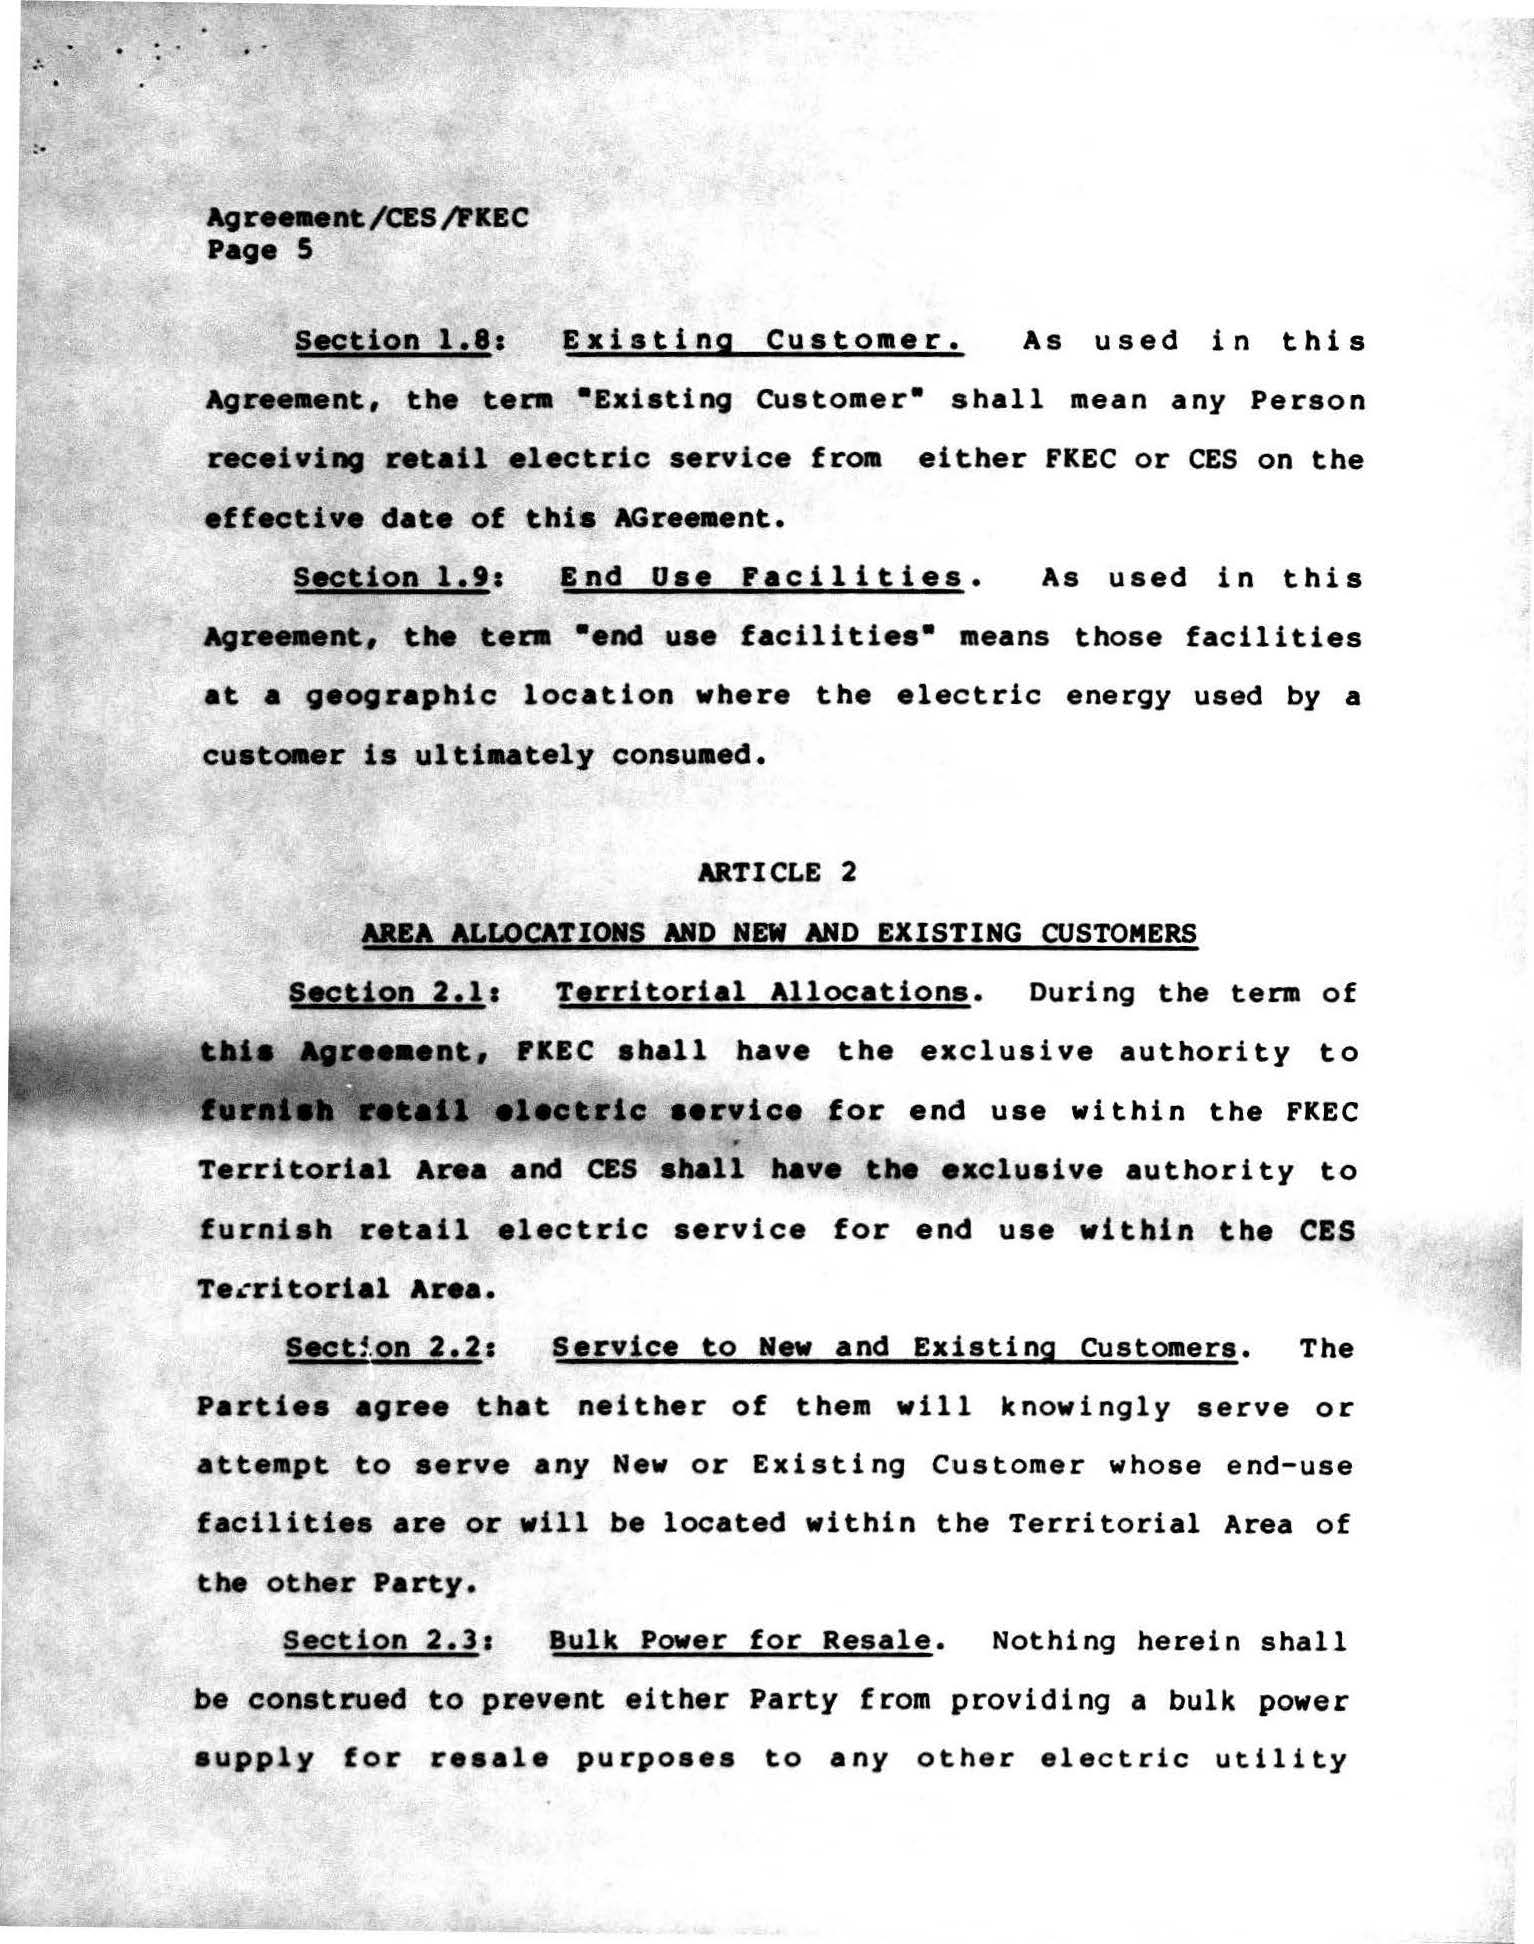 Agreement/CES/FKEC
Page 5
Section 1.8: Existing Customer. As used in this
Agreement, the term "Existing Customer" shall mean any Person
receiving retail electric service from either FKEC or CES on the
effective date of this AGreement.
Section 1.9: End Use Facilities. As used in this
Agreement, the term "end use facilities" means those facilities
at a geographic location where the electric energy used by a
customer is ultimately consumed.
ARTICLE 2
AREA ALLOCATIONS AND NEW AND EXISTING CUSTOMERS
Section 2.1: Territorial Allocations. During the term of
this Agreement, FKEC shall have the exclusive authority to
furnish retail electric service for end use within the FKEC
Territorial Area and CES shall have the exclusive authority to
furnish retail electric service for end use within the CES
Territorial Area.
Section 2.2: Service to New and Existing Customers. The
Parties agree that neither of them will knowingly serve or
attempt to serve any New or Existing Customer whose end-use
facilities are or will be located within the Territorial Area of
the other Party.
Section 2.3: Bulk Power for Resale. Nothing herein shall
be construed to prevent either Party from providing a bulk power
supply for resale purposes to any other electric utility